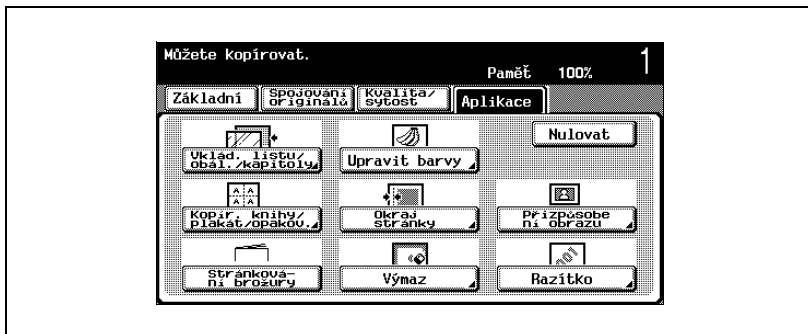 Můžete kopírovat.
1
Paměť 100%
Základní
Spojování
originálů
Kvalita/
sytost
Aplikace
Nulovat
Vklád. listu/
obál./kapitoly
Upravit barvy
Kopír. knihy/
plakát/opakov.
Okraj
stránky
Přizpůsobe
ní obrazu
Stránková-
ní brožury
Výmaz
Razítko